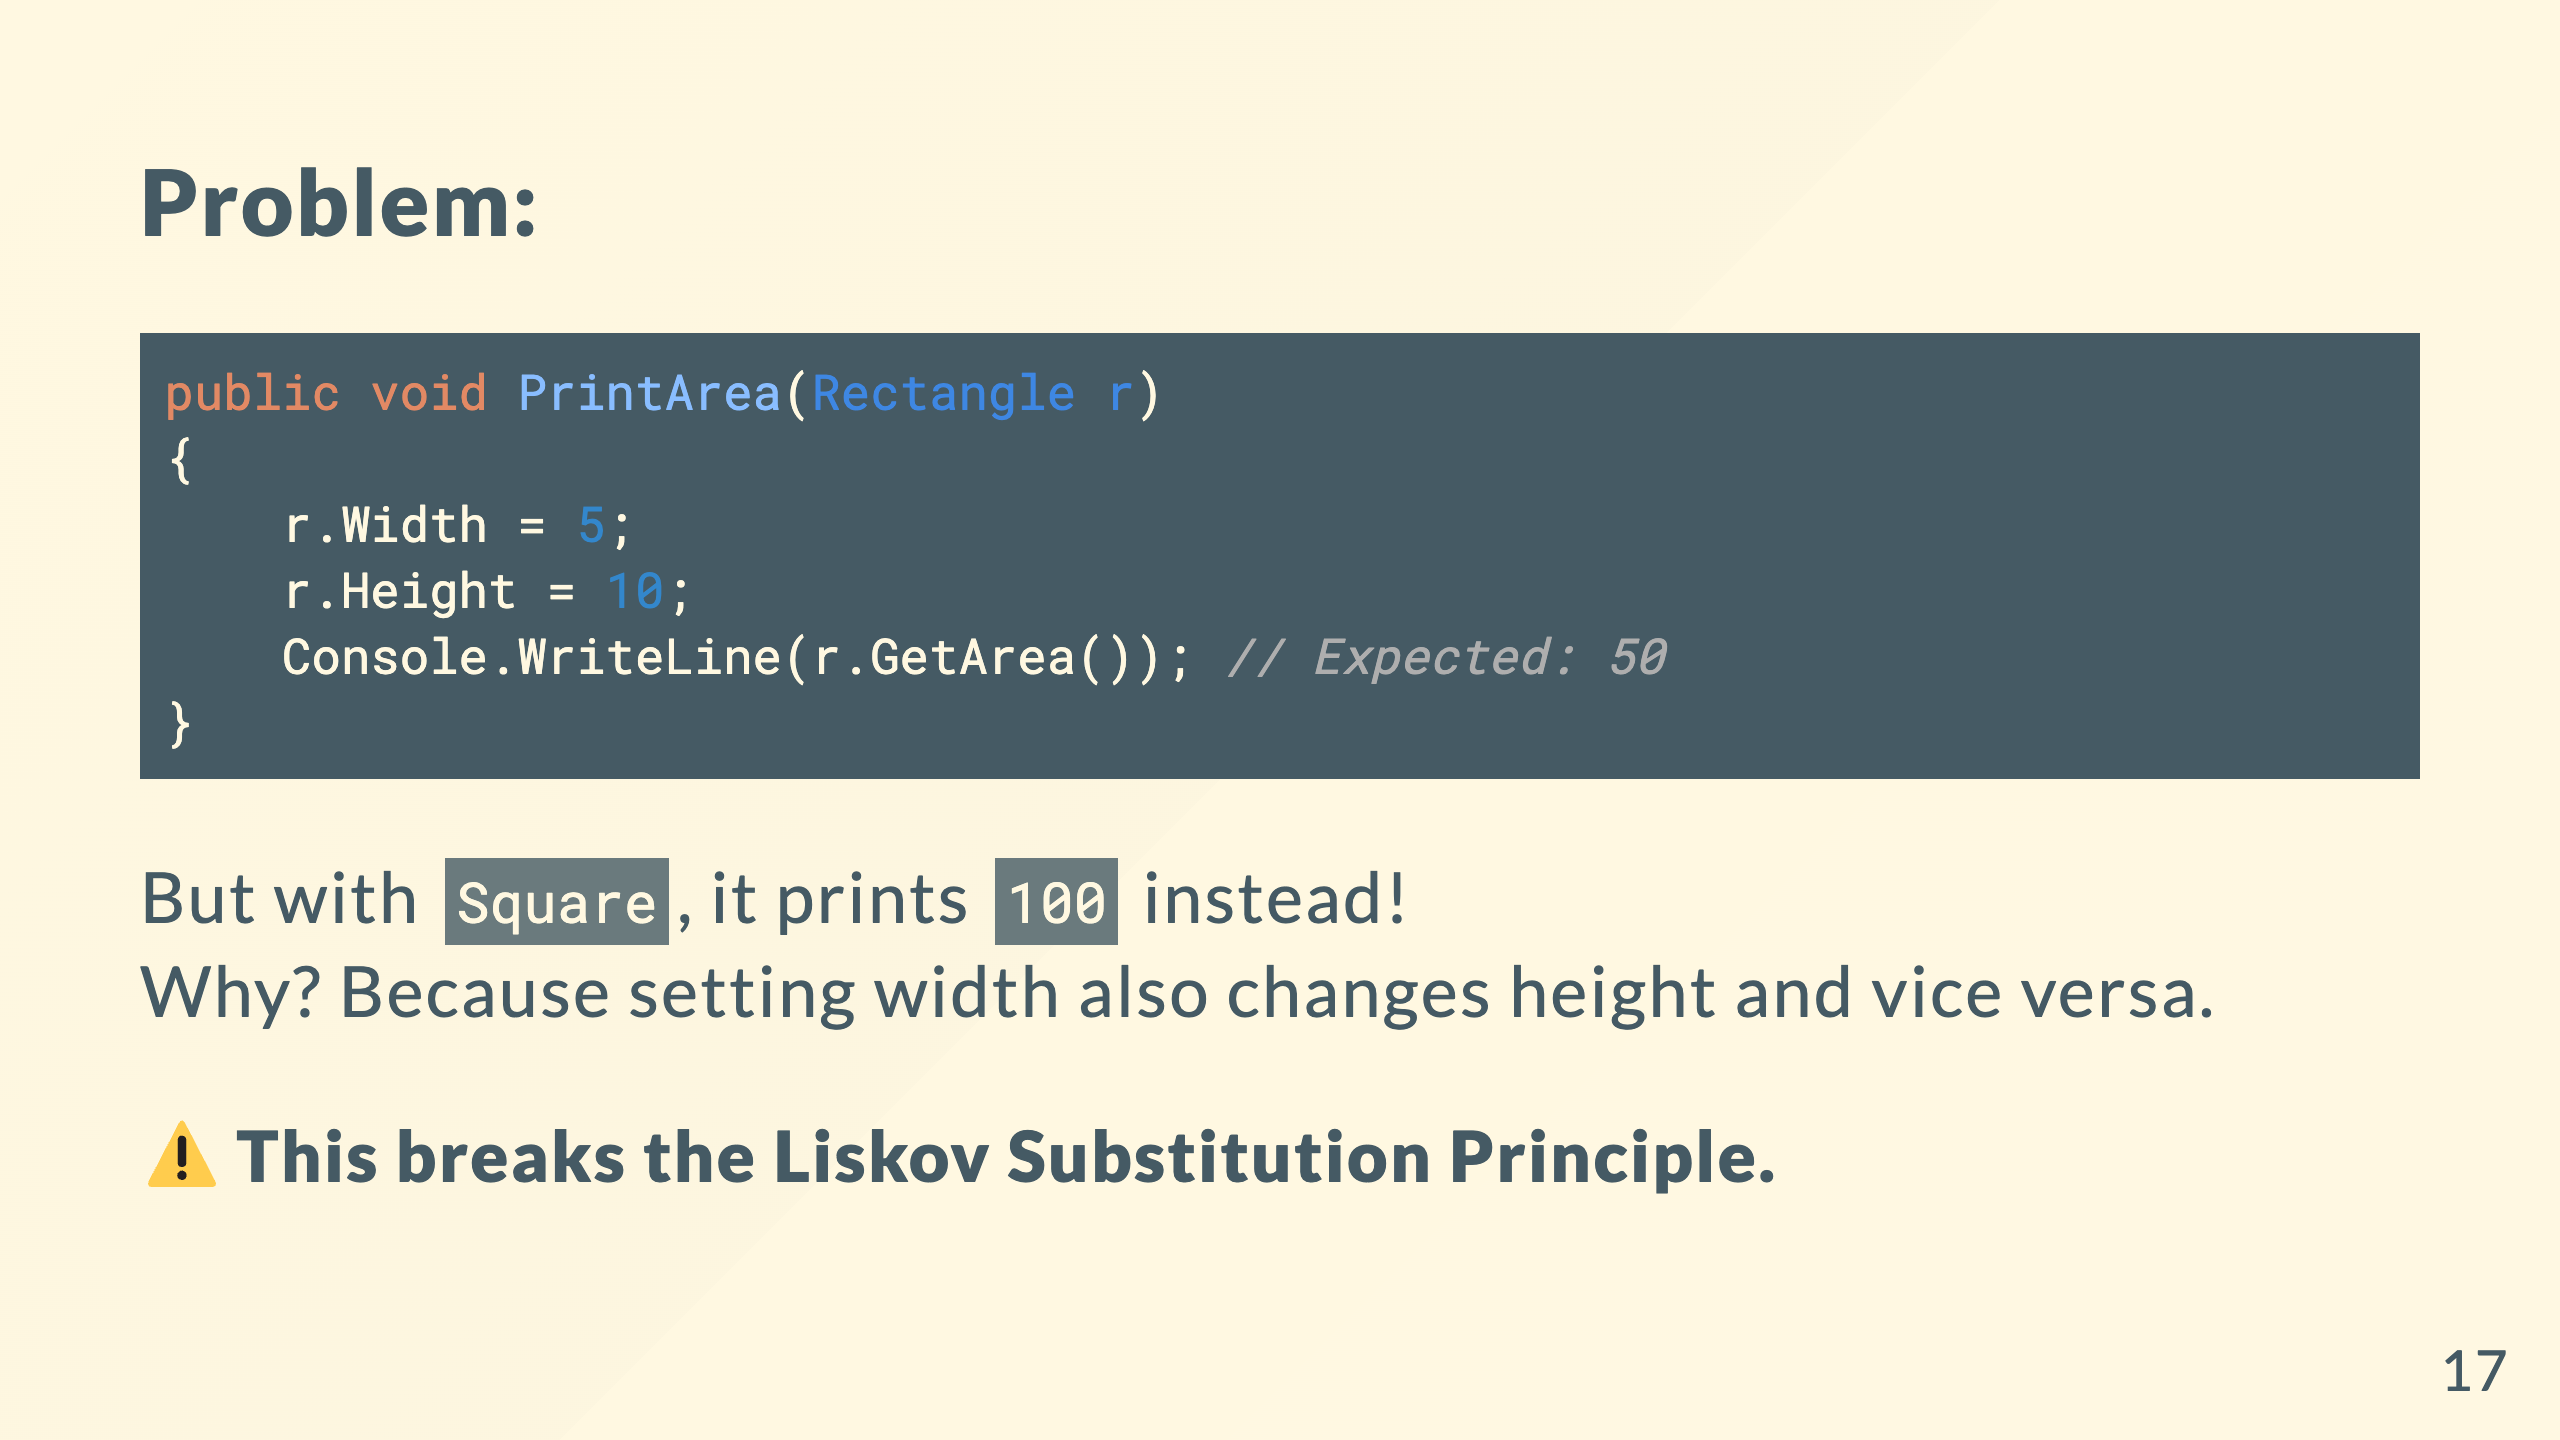 Problem:
public void PrintArea(Rectangle r)
{
    r.Width = 5;
    r.Height = 10;
    Console.WriteLine(r.GetArea()); // Expected: 50
}
But with Square, it prints 100 instead!
Why? Because setting width also changes height and vice versa.
⚠️ This breaks the Liskov Substitution Principle.
17